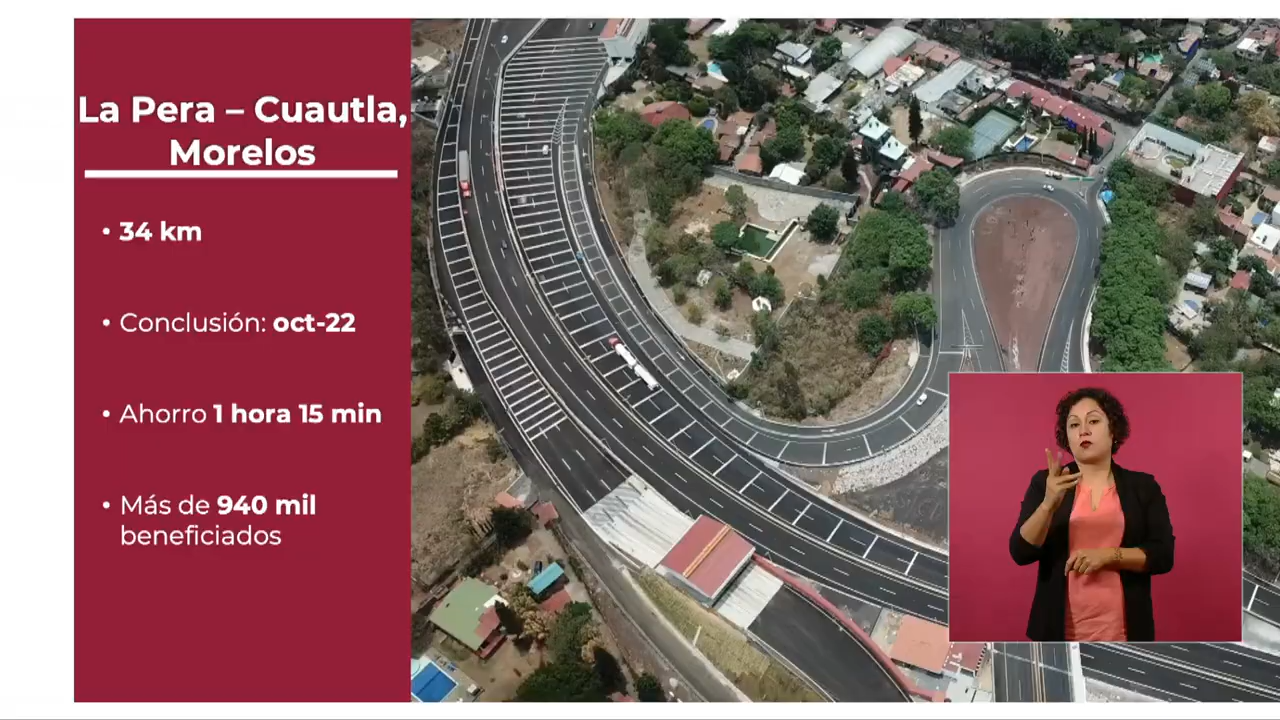 La Pera – Cuautla,
Morelos
• 34 km
• Conclusión: oct-22
• Ahorro 1 hora 15 min
• Más de 940 mil
beneficiados